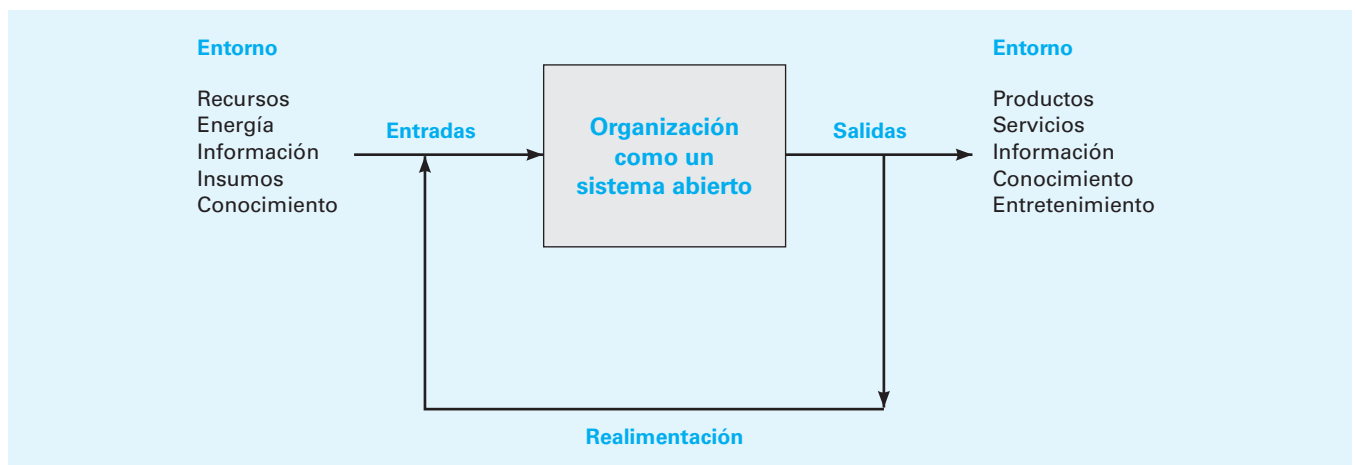 Entorno
Recursos
Energía
Información
Insumos
Conocimiento
Entradas
Organización
como un
sistema abierto
Salidas
Entorno
Productos
Servicios
Información
Conocimiento
Entretenimiento
Realimentación